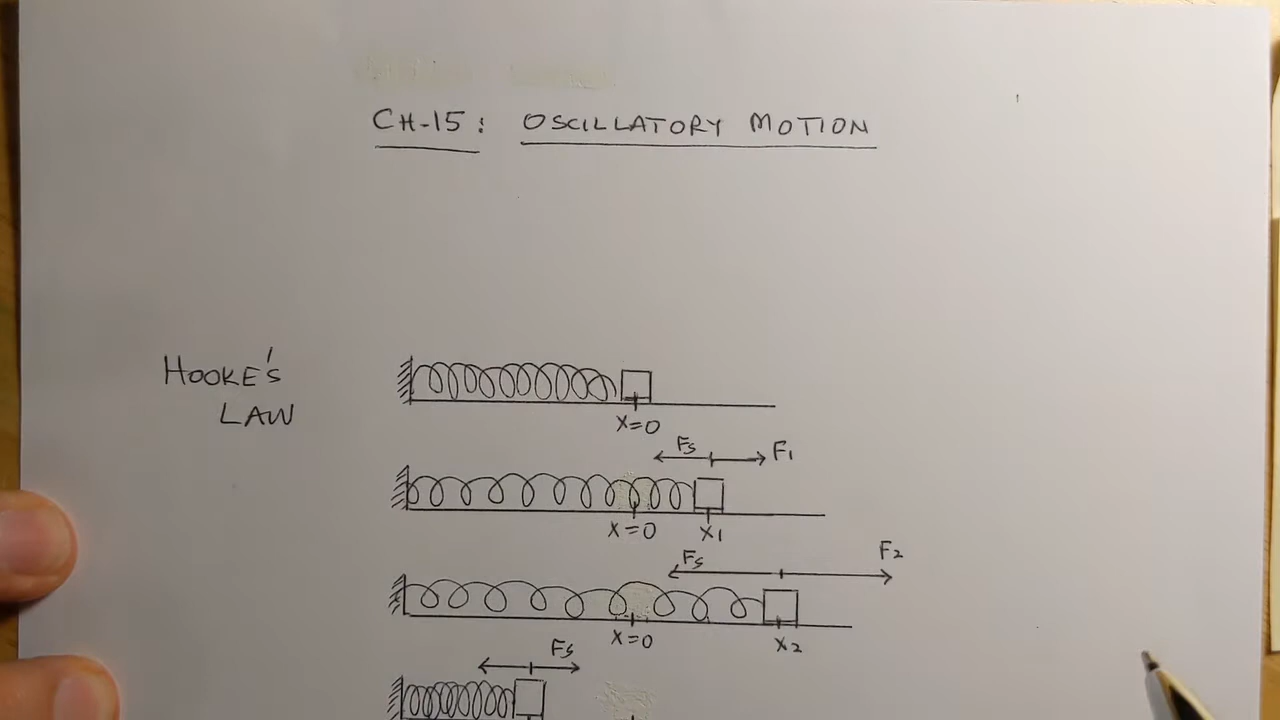 CH-15: OSCILLATORY MOTION
HOOKE'S
LAW
X=0
Fs F1
X=0 X1
Fs F2
X=0 X2
Fs